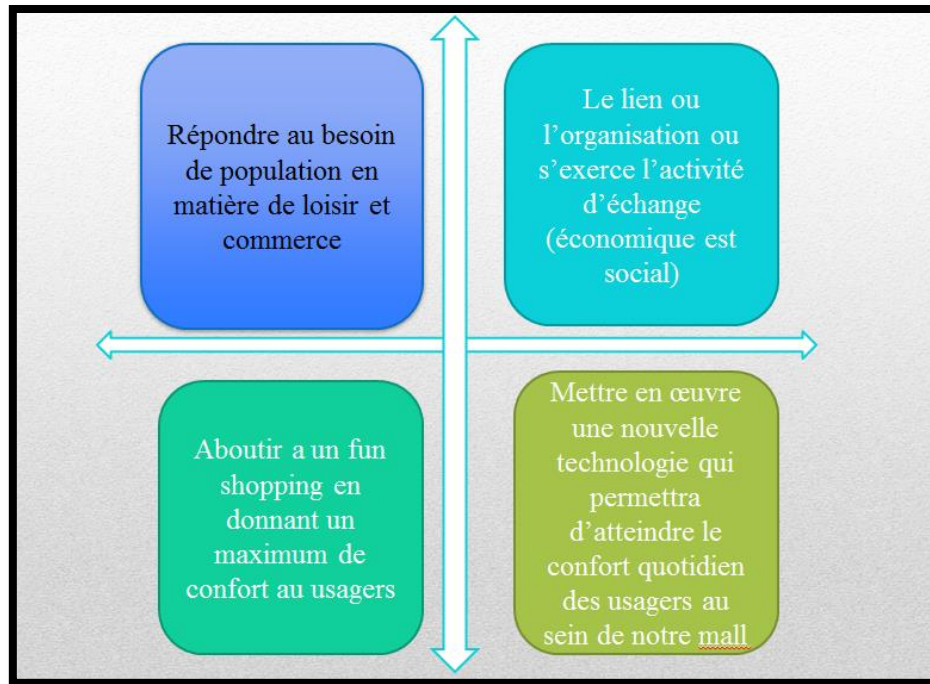 Répondre au besoin
de population en
matière de loisir et
commerce
Le lien ou
l’organisation ou
s’exerce l’activité
d’échange
(économique est
social)
Aboutir a un fun
shopping en
donnant un
maximum de
confort au usagers
Mettre en œuvre
une nouvelle
technologie qui
permettra
d’atteindre le
confort quotidien
des usagers au
sein de notre mall